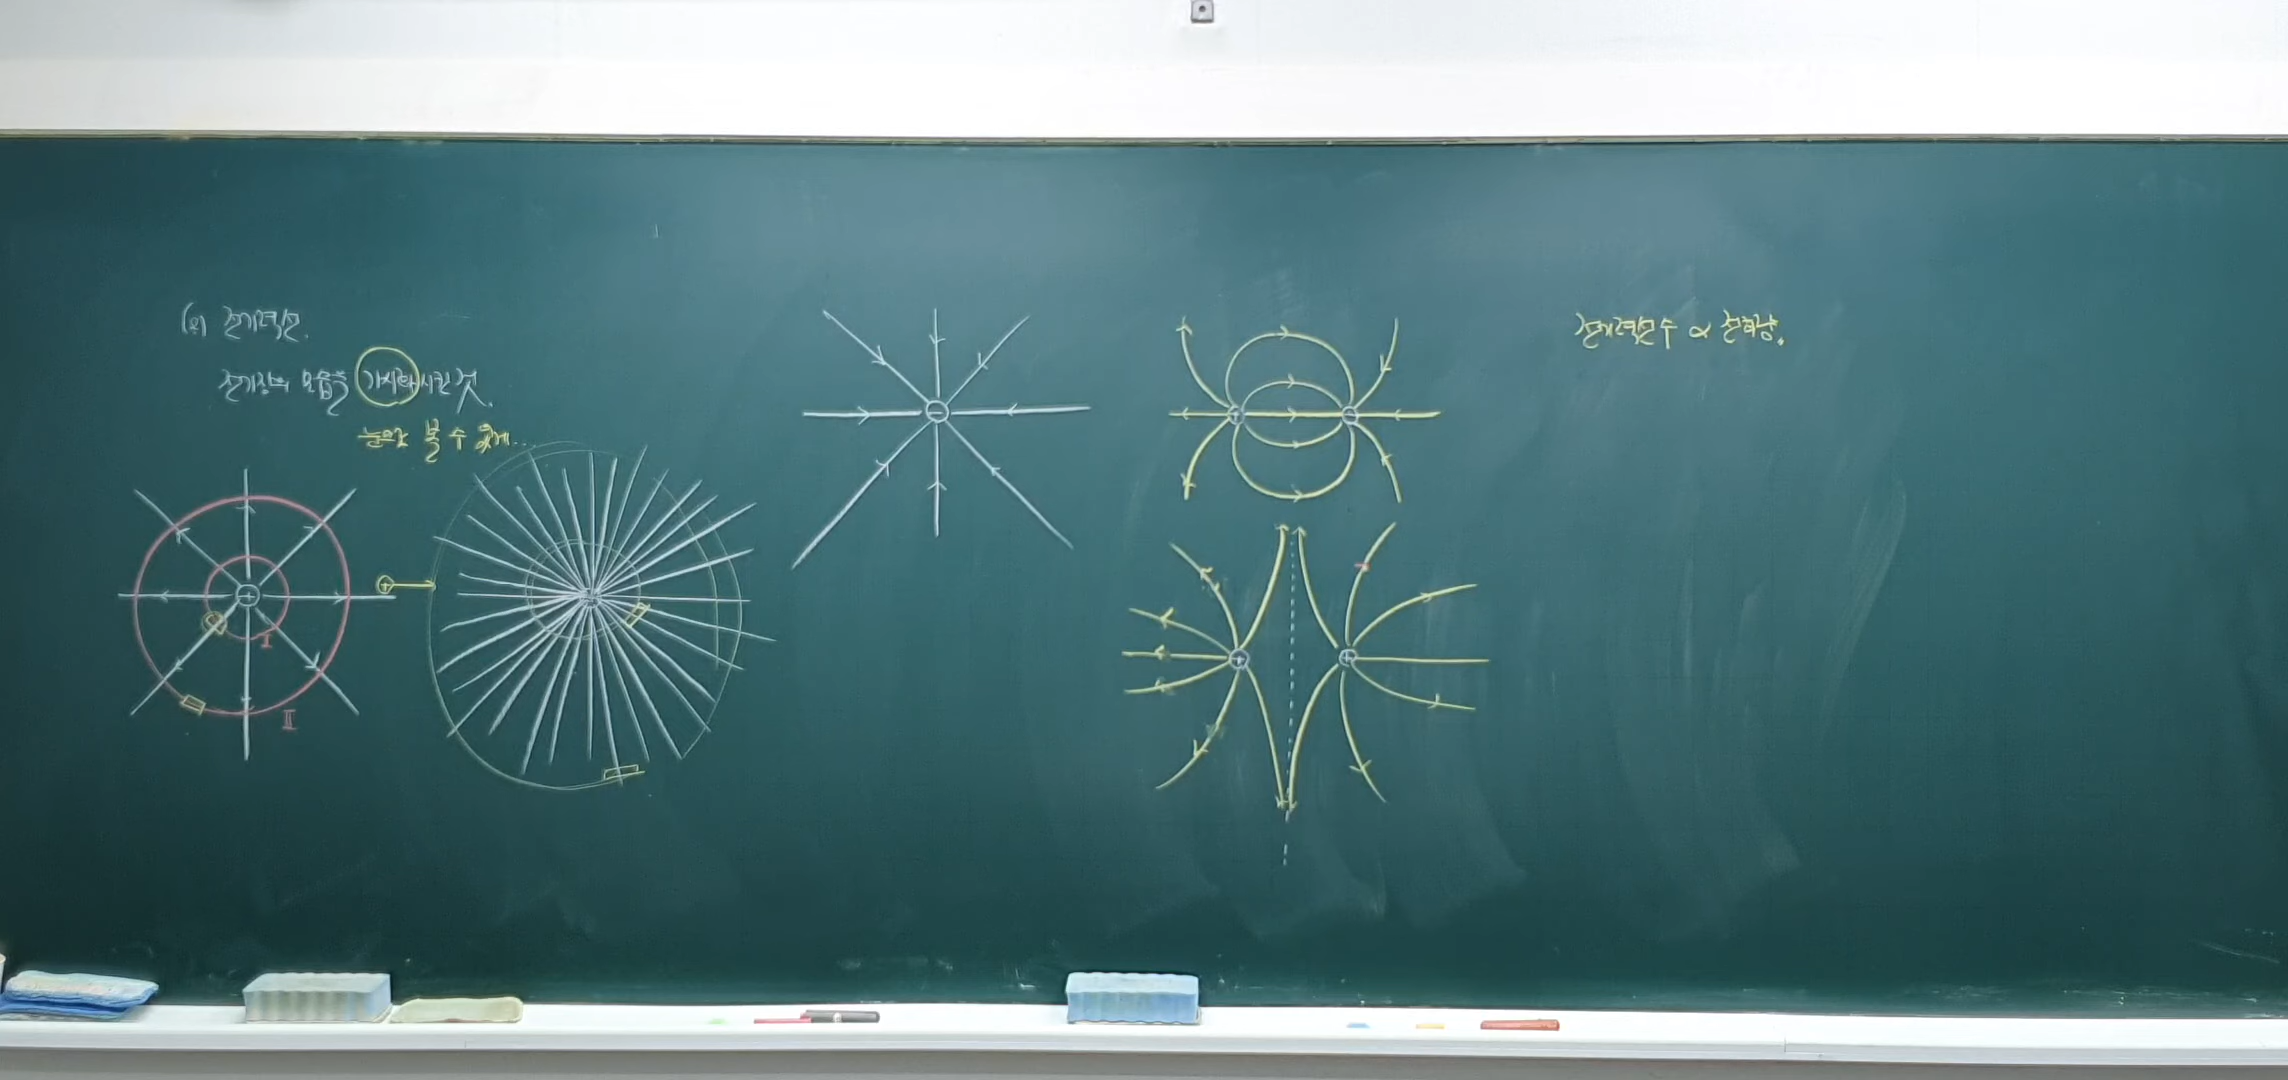 (2) 전기력선.
전기장의 모습을 가시화시킨 것.
눈으로 볼 수 있게...
전기력선수 ∝ 전하량.
-
+ -
+
I
II
+ +